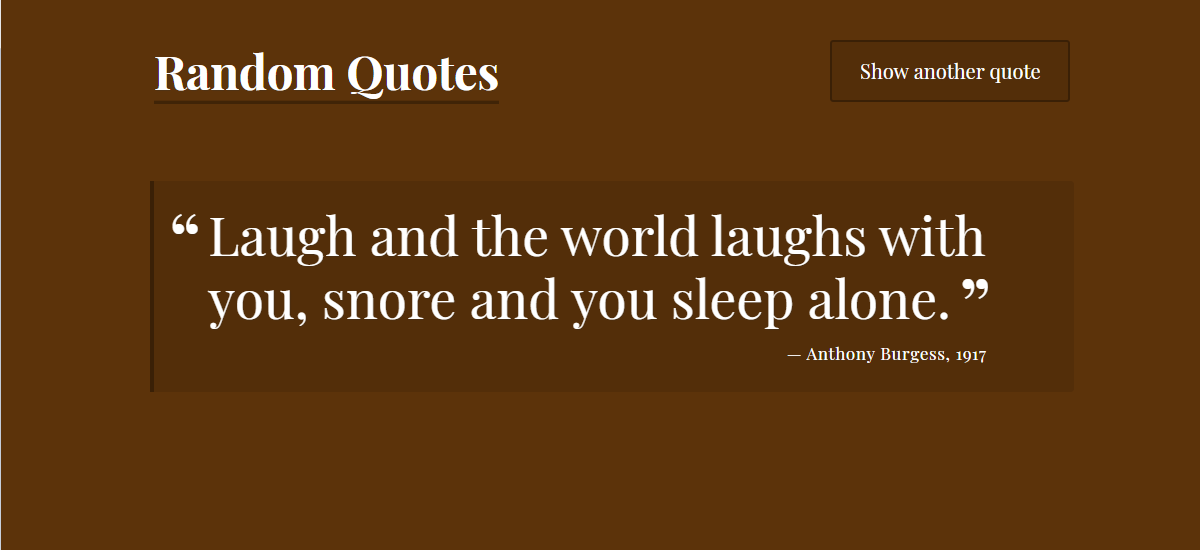 Random Quotes
Show another quote
“ Laugh and the world laughs with
you, snore and you sleep alone. ”
— Anthony Burgess, 1917